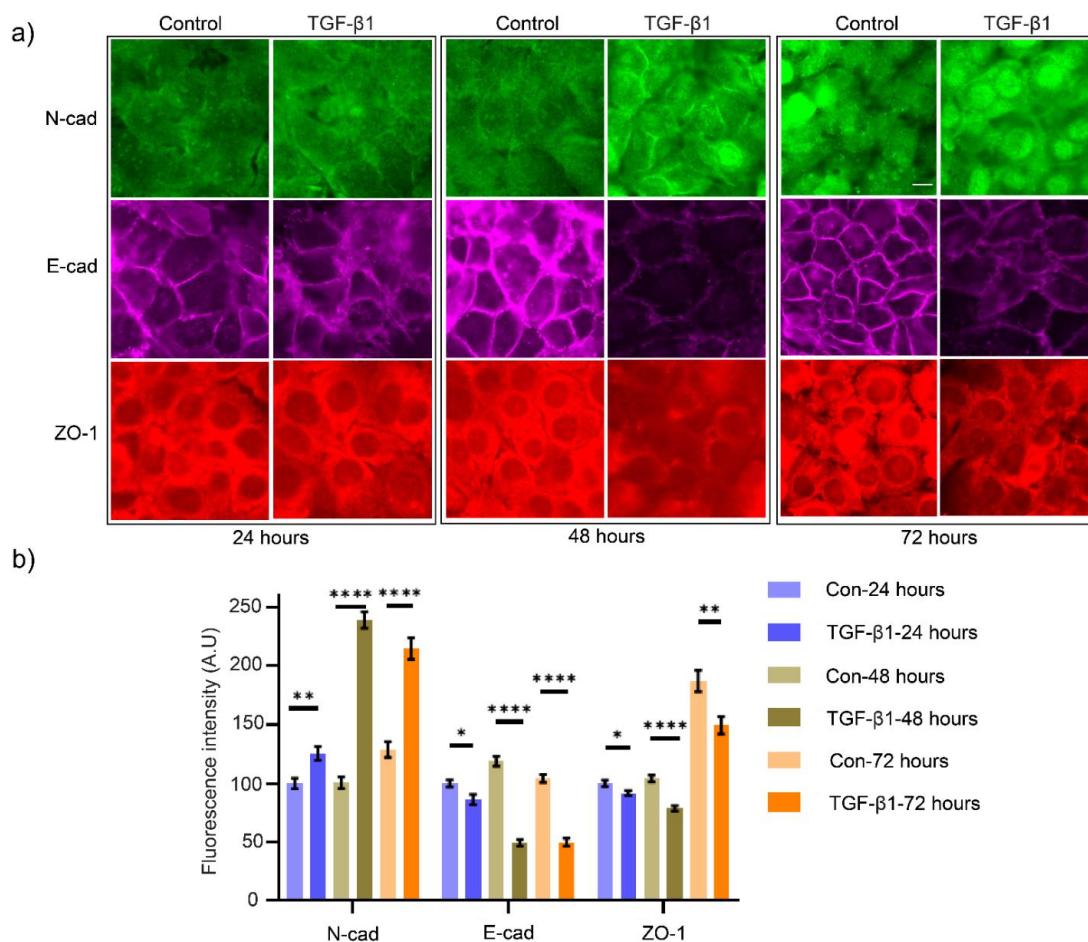 a)
Control TGF-β1 Control TGF-β1 Control TGF-β1
N-cad
E-cad
ZO-1
24 hours 48 hours 72 hours
b)
Fluorescence intensity (A.U)
250
200
150
100
50
0
** **** **** * **** **** * **** **
N-cad E-cad ZO-1
Con-24 hours
TGF-β1-24 hours
Con-48 hours
TGF-β1-48 hours
Con-72 hours
TGF-β1-72 hours